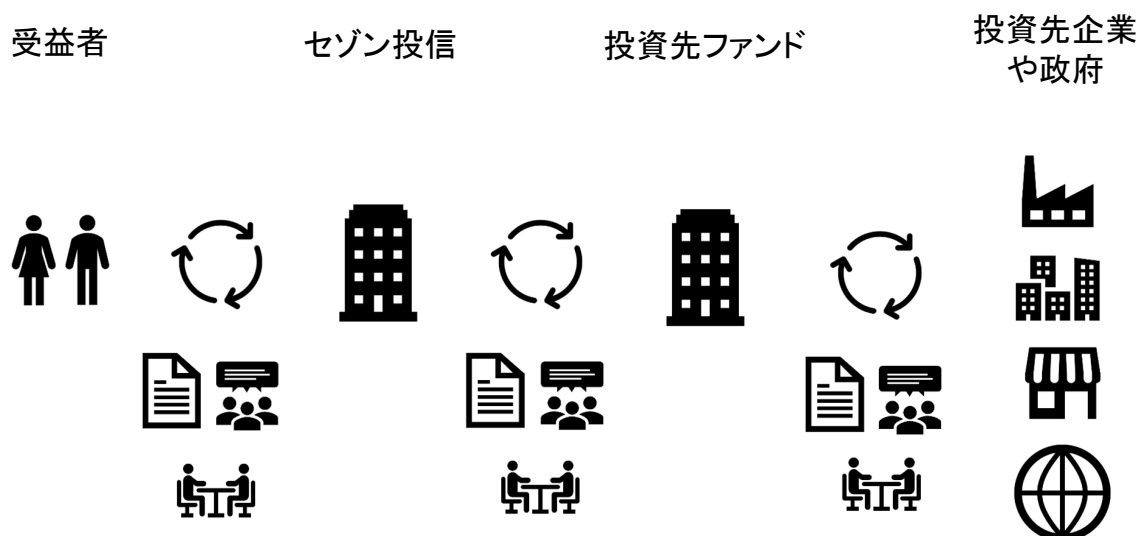 受益者
セゾン投信
投資先ファンド
投資先企業
や政府